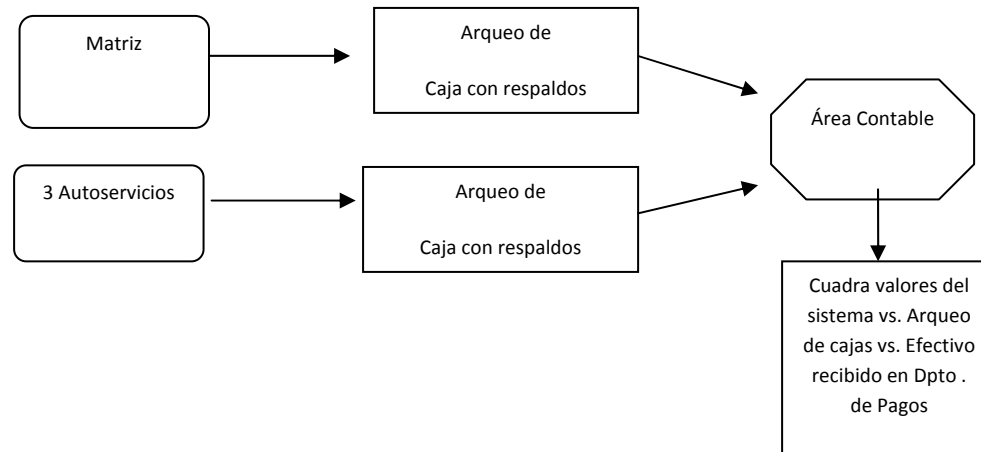 Matriz
Arqueo de
Caja con respaldos
Área Contable
3 Autoservicios
Arqueo de
Caja con respaldos
Cuadra valores del
sistema vs. Arqueo
de cajas vs. Efectivo
recibido en Dpto .
de Pagos